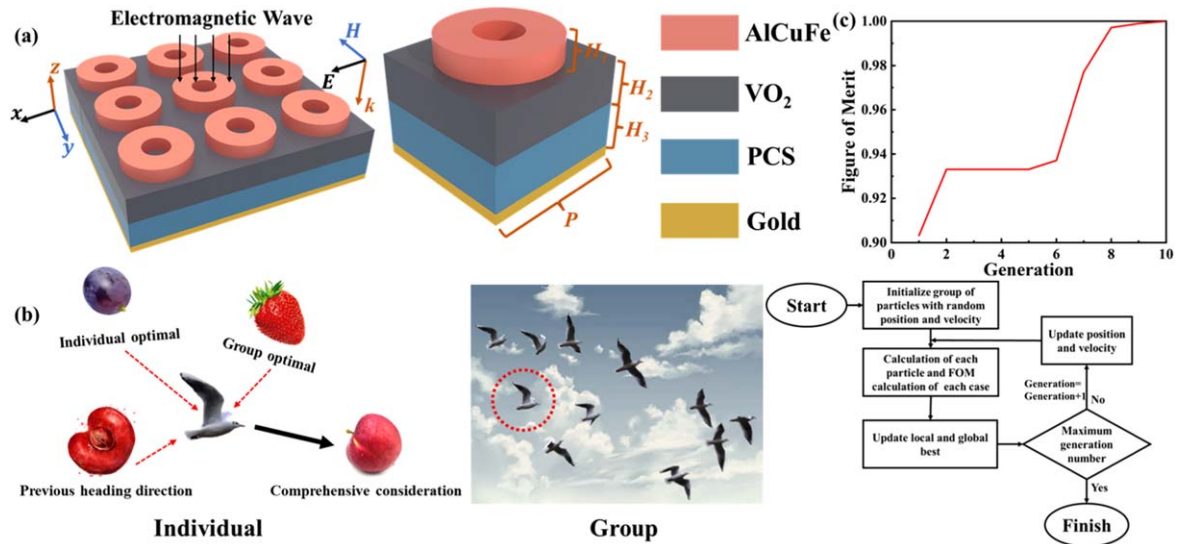 (a)
Electromagnetic Wave
z
x
y
H
E
k
H₁
H₂
H₃
P
AlCuFe
VO₂
PCS
Gold
(c)
1.00
0.98
0.96
0.94
0.92
0.90
Figure of Merit
0
2
4
6
8
10
Generation
(b)
Individual optimal
Group optimal
Previous heading direction
Comprehensive consideration
Individual
Group
Start
Initialize group of
particles with random
position and velocity
Calculation of each
particle and FOM
calculation of each case
Update local and global
best
Update position
and velocity
Generation=
Generation+1
No
Maximum
generation
number
Yes
Finish